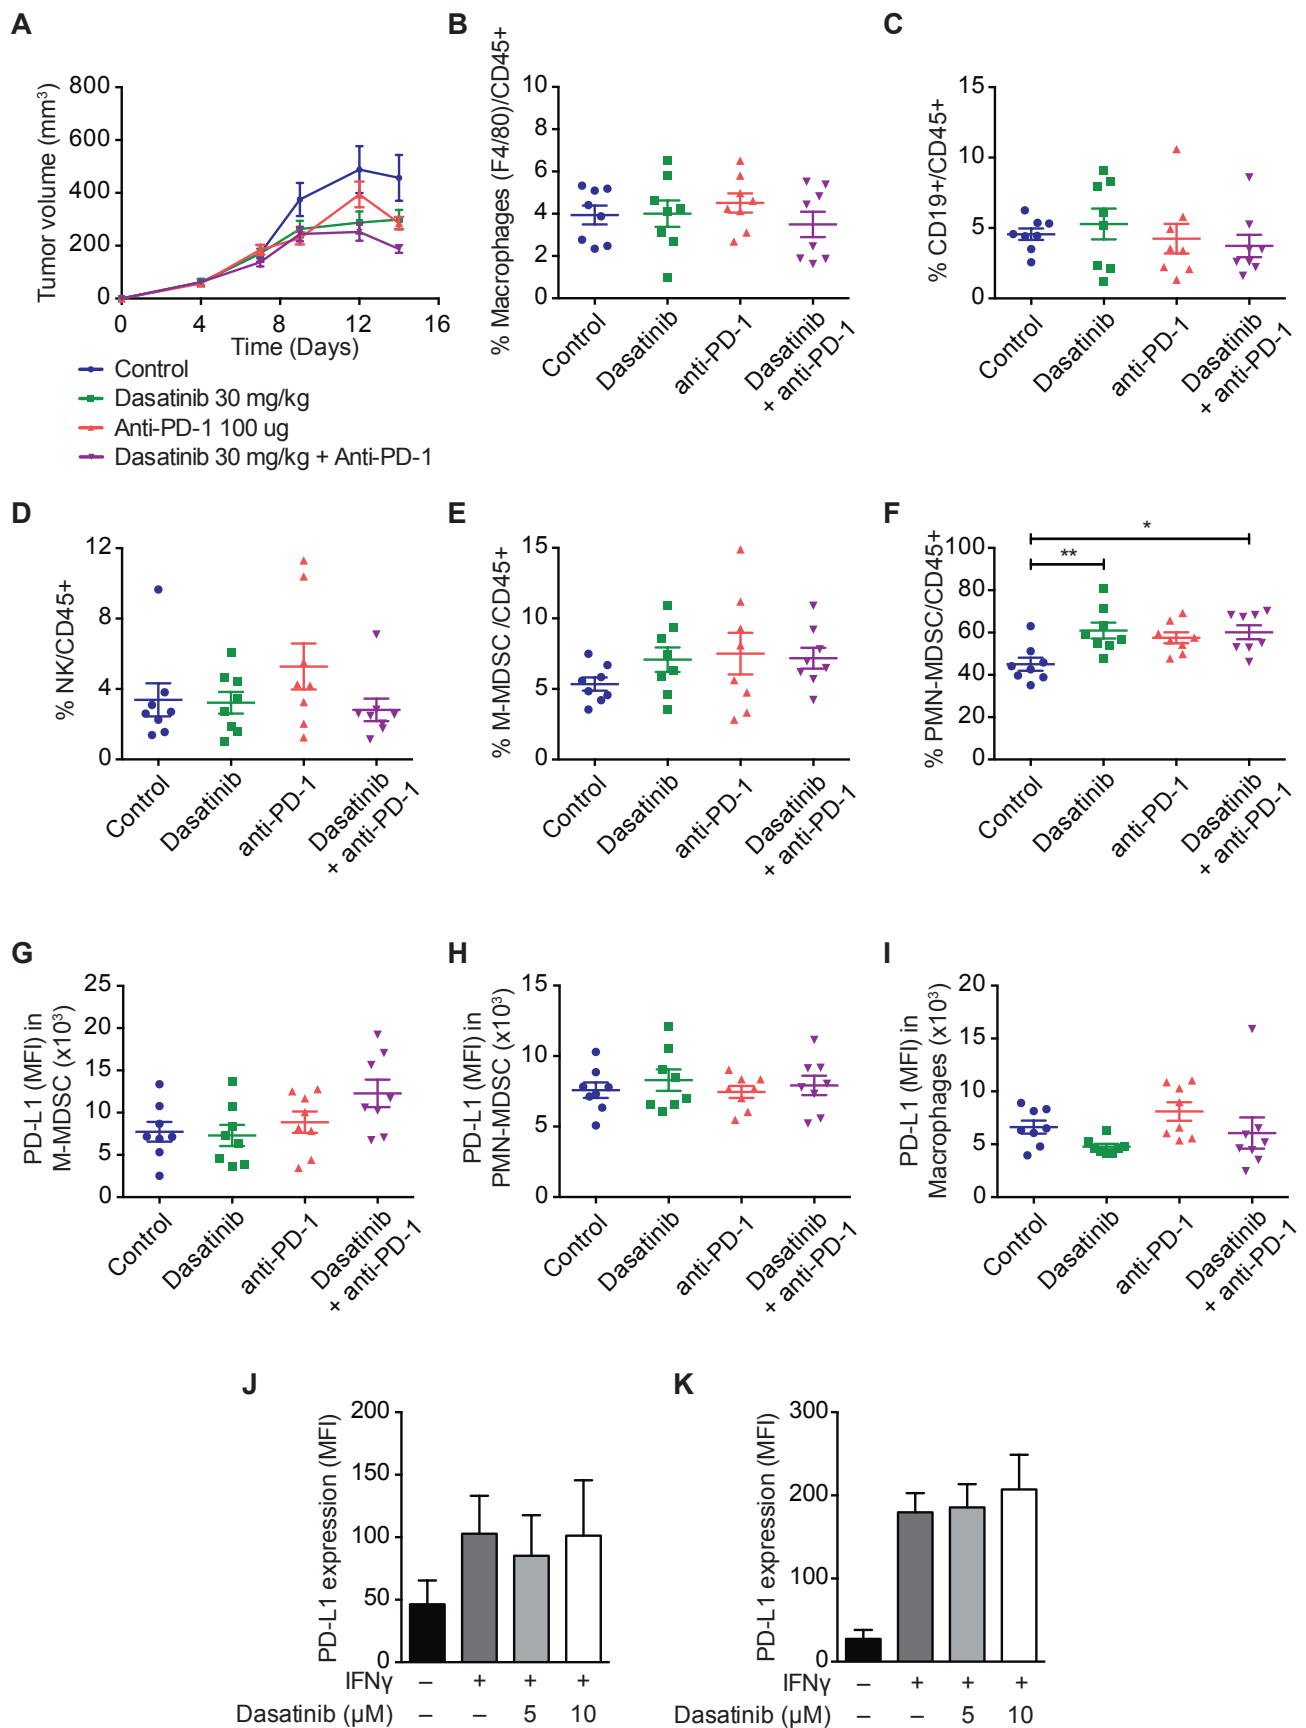 A
Tumor volume (mm³)
800
600
400
200
0
0 4 8 12 16
Time (Days)
Control
Dasatinib 30 mg/kg
Anti-PD-1 100 ug
Dasatinib 30 mg/kg + Anti-PD-1
B
% Macrophages (F4/80)/CD45+
10
8
6
4
2
0
Control
Dasatinib
anti-PD-1
Dasatinib
+ anti-PD-1
C
% CD19+/CD45+
15
10
5
0
Control
Dasatinib
anti-PD-1
Dasatinib
+ anti-PD-1
D
% NK/CD45+
12
8
4
0
Control
Dasatinib
anti-PD-1
Dasatinib
+ anti-PD-1
E
% M-MDSC /CD45+
15
10
5
0
Control
Dasatinib
anti-PD-1
Dasatinib
+ anti-PD-1
F
% PMN-MDSC/CD45+
100
80
60
40
20
0
*
**
Control
Dasatinib
anti-PD-1
Dasatinib
+ anti-PD-1
G
PD-L1 (MFI) in
M-MDSC (x10³)
25
20
15
10
5
0
Control
Dasatinib
anti-PD-1
Dasatinib
+ anti-PD-1
H
PD-L1 (MFI) in
PMN-MDSC (x10³)
15
10
5
0
Control
Dasatinib
anti-PD-1
Dasatinib
+ anti-PD-1
I
PD-L1 (MFI) in
Macrophages (x10³)
20
15
10
5
0
Control
Dasatinib
anti-PD-1
Dasatinib
+ anti-PD-1
J
PD-L1 expression (MFI)
200
150
100
50
0
IFNγ – + + +
Dasatinib (µM) – – 5 10
K
PD-L1 expression (MFI)
300
200
100
0
IFNγ – + + +
Dasatinib (µM) – – 5 10